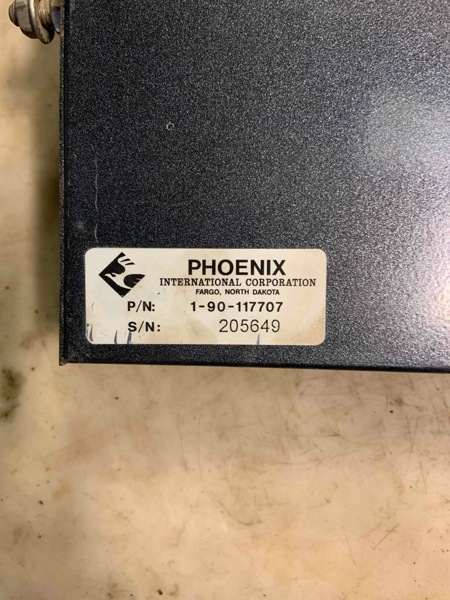 PHOENIX
INTERNATIONAL CORPORATION
FARGO, NORTH DAKOTA
P/N: 1-90-117707
S/N: 205649